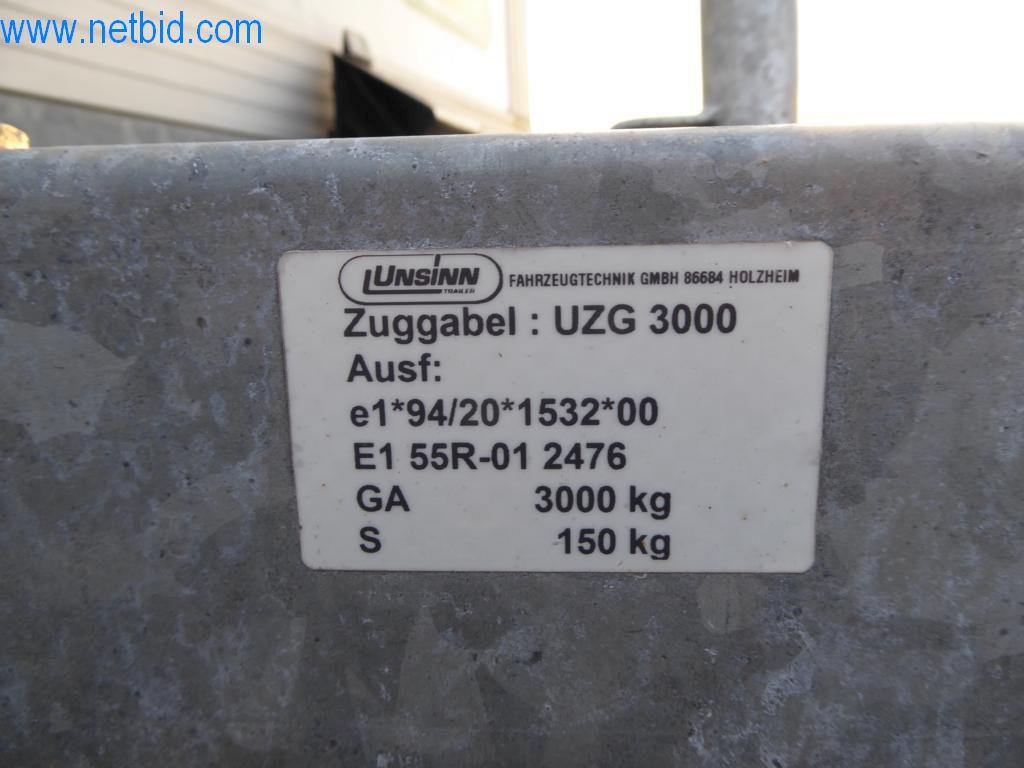 www.netbid.com
UNSINN
TRAILER
FAHRZEUGTECHNIK GMBH 86684 HOLZHEIM
Zuggabel : UZG 3000
Ausf:
e1*94/20*1532*00
E1 55R-01 2476
GA 3000 kg
S 150 kg